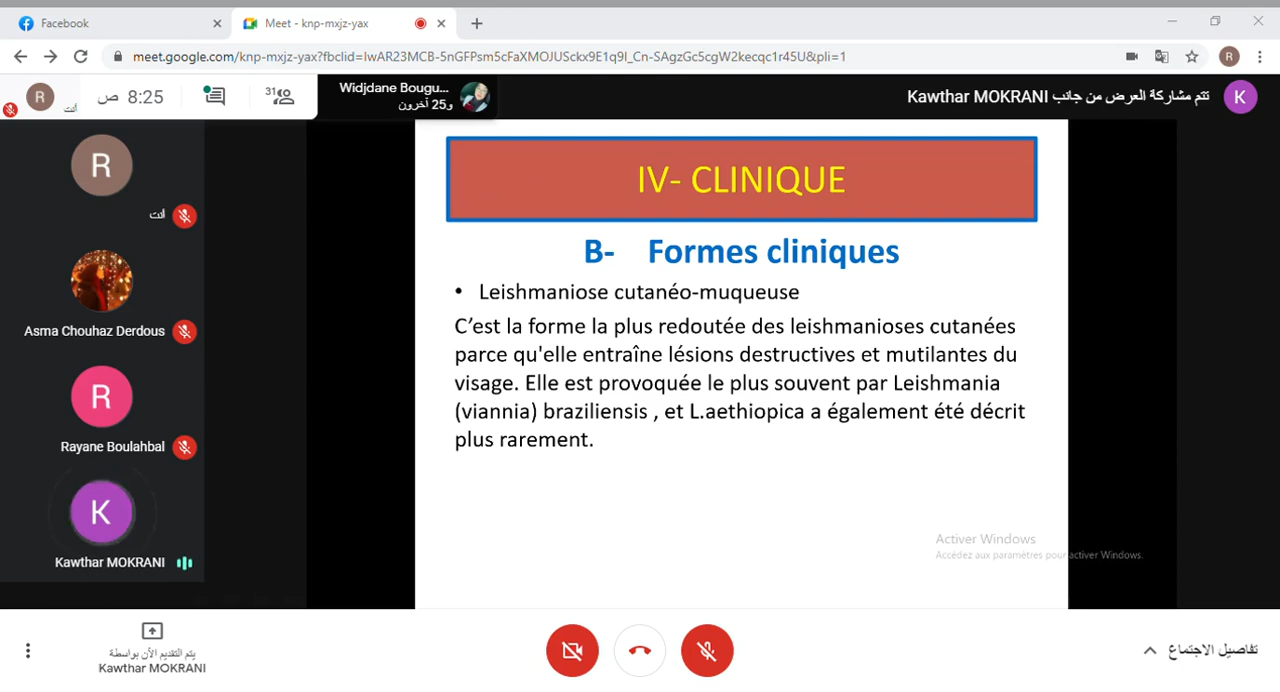 Facebook
Meet - knp-mxjz-yax
meet.google.com/knp-mxjz-yax?fbclid=IwAR23MCB-5nGFPsm5cFaXMOJUSckx9E1q9I_Cn-SAgzGc5cgW2kecqc1r45U&pli=1
R
R
أنت
8:25 ص
31
Widjdane Bougu...
و25 آخرون
تتم مشاركة العرض من جانب Kawthar MOKRANI
K
R
أنت
Asma Chouhaz Derdous
R
Rayane Boulahbal
K
Kawthar MOKRANI
IV- CLINIQUE
B- Formes cliniques
• Leishmaniose cutanéo-muqueuse
C’est la forme la plus redoutée des leishmanioses cutanées
parce qu'elle entraîne lésions destructives et mutilantes du
visage. Elle est provoquée le plus souvent par Leishmania
(viannia) braziliensis , et L.aethiopica a également été décrit
plus rarement.
Activer Windows
Accédez aux paramètres pour activer Windows.
يتم التقديم الآن بواسطة
Kawthar MOKRANI
تفاصيل الاجتماع